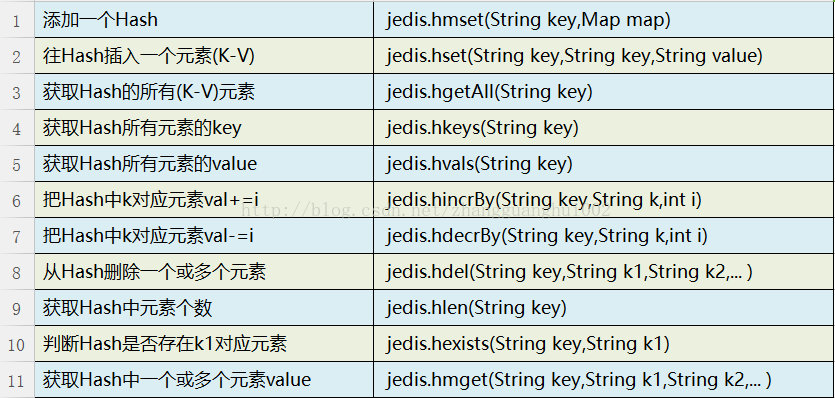 1 添加一个Hash jedis.hmset(String key,Map map)
2 往Hash插入一个元素(K-V) jedis.hset(String key,String key,String value)
3 获取Hash的所有(K-V)元素 jedis.hgetAll(String key)
4 获取Hash所有元素的key jedis.hkeys(String key)
5 获取Hash所有元素的value jedis.hvals(String key)
6 把Hash中k对应元素val+=i jedis.hincrBy(String key,String k,int i)
http://blog.csdn.net/zhangguanghui002
7 把Hash中k对应元素val-=i jedis.hdecrBy(String key,String k,int i)
8 从Hash删除一个或多个元素 jedis.hdel(String key,String k1,String k2,... )
9 获取Hash中元素个数 jedis.hlen(String key)
10 判断Hash是否存在k1对应元素 jedis.hexists(String key,String k1)
11 获取Hash中一个或多个元素value jedis.hmget(String key,String k1,String k2,... )